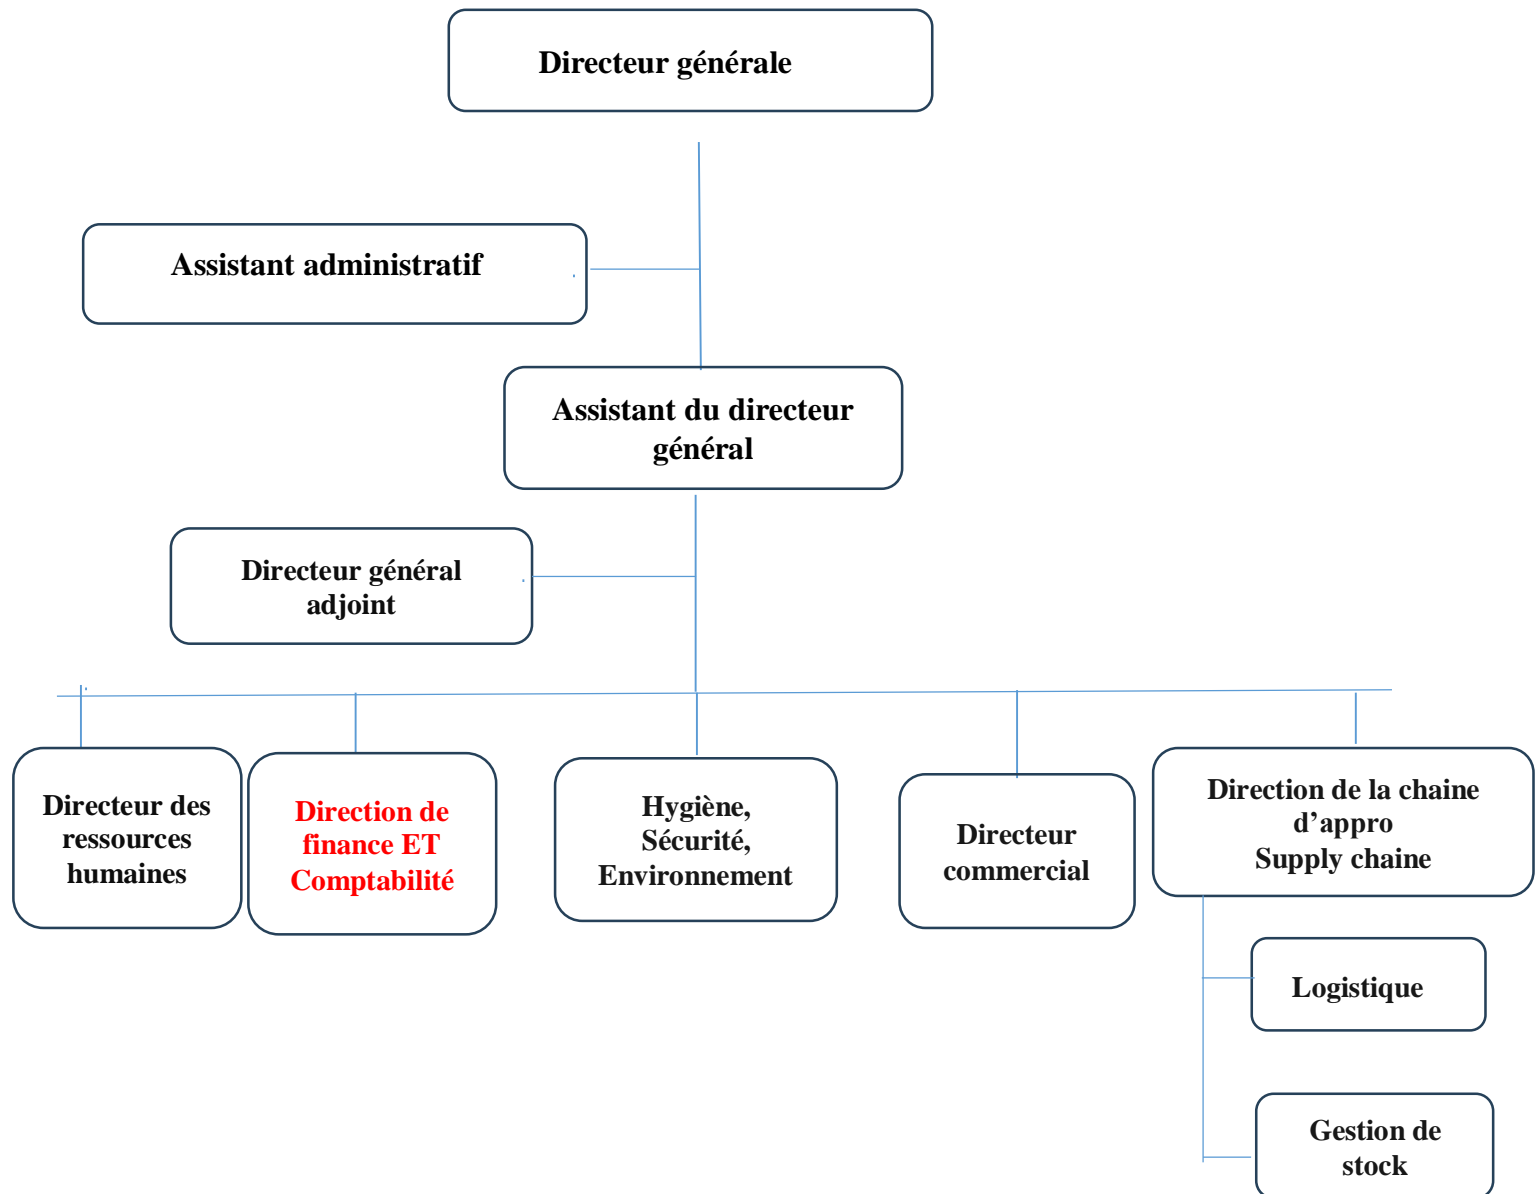 Directeur générale
Assistant administratif
Assistant du directeur
général
Directeur général
adjoint
Directeur des
ressources
humaines
Direction de
finance ET
Comptabilité
Hygiène,
Sécurité,
Environnement
Directeur
commercial
Direction de la chaine
d’appro
Supply chaine
Logistique
Gestion de
stock